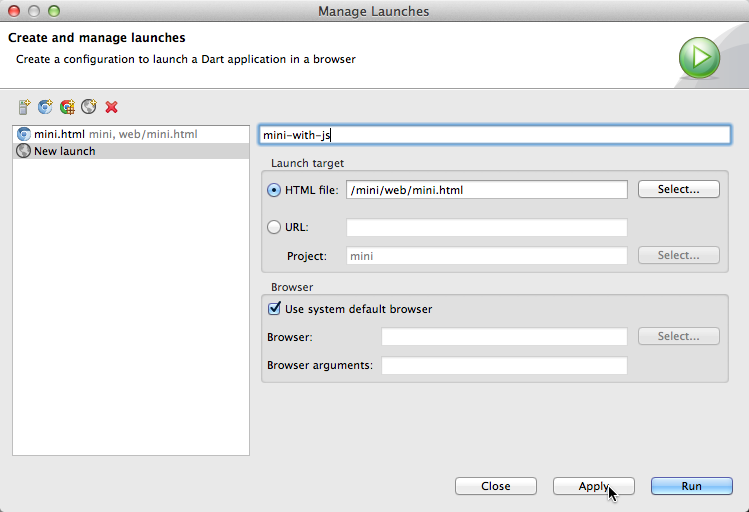 Manage Launches
Create and manage launches
Create a configuration to launch a Dart application in a browser
mini.html mini, web/mini.html
New launch
mini-with-js
Launch target
HTML file: /mini/web/mini.html Select...
URL:
Project: mini Select...
Browser
Use system default browser
Browser: Select...
Browser arguments:
Close Apply Run